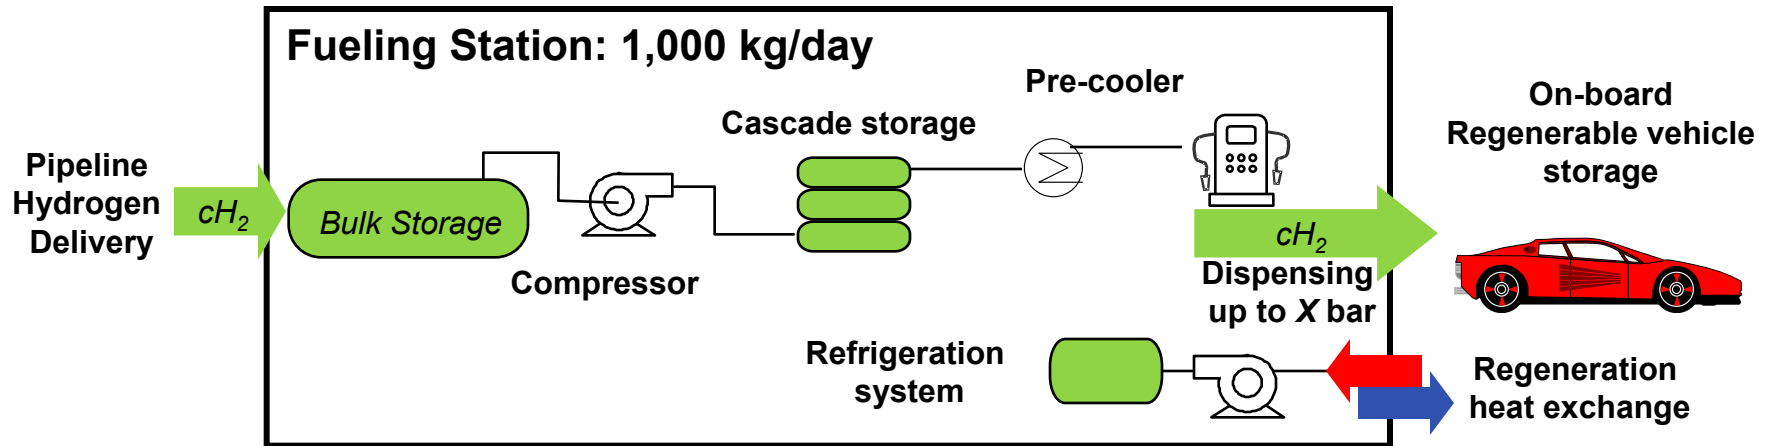 Fueling Station: 1,000 kg/day
Pipeline
Hydrogen
Delivery
cH2
Bulk Storage
Compressor
Cascade storage
Pre-cooler
cH2
Dispensing
up to X bar
On-board
Regenerable vehicle
storage
Refrigeration
system
Regeneration
heat exchange